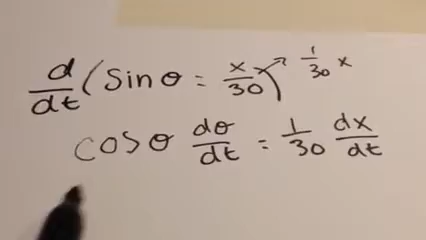 d/dt (sin θ = x/30) → 1/30 x
cos θ dθ/dt = 1/30 dx/dt